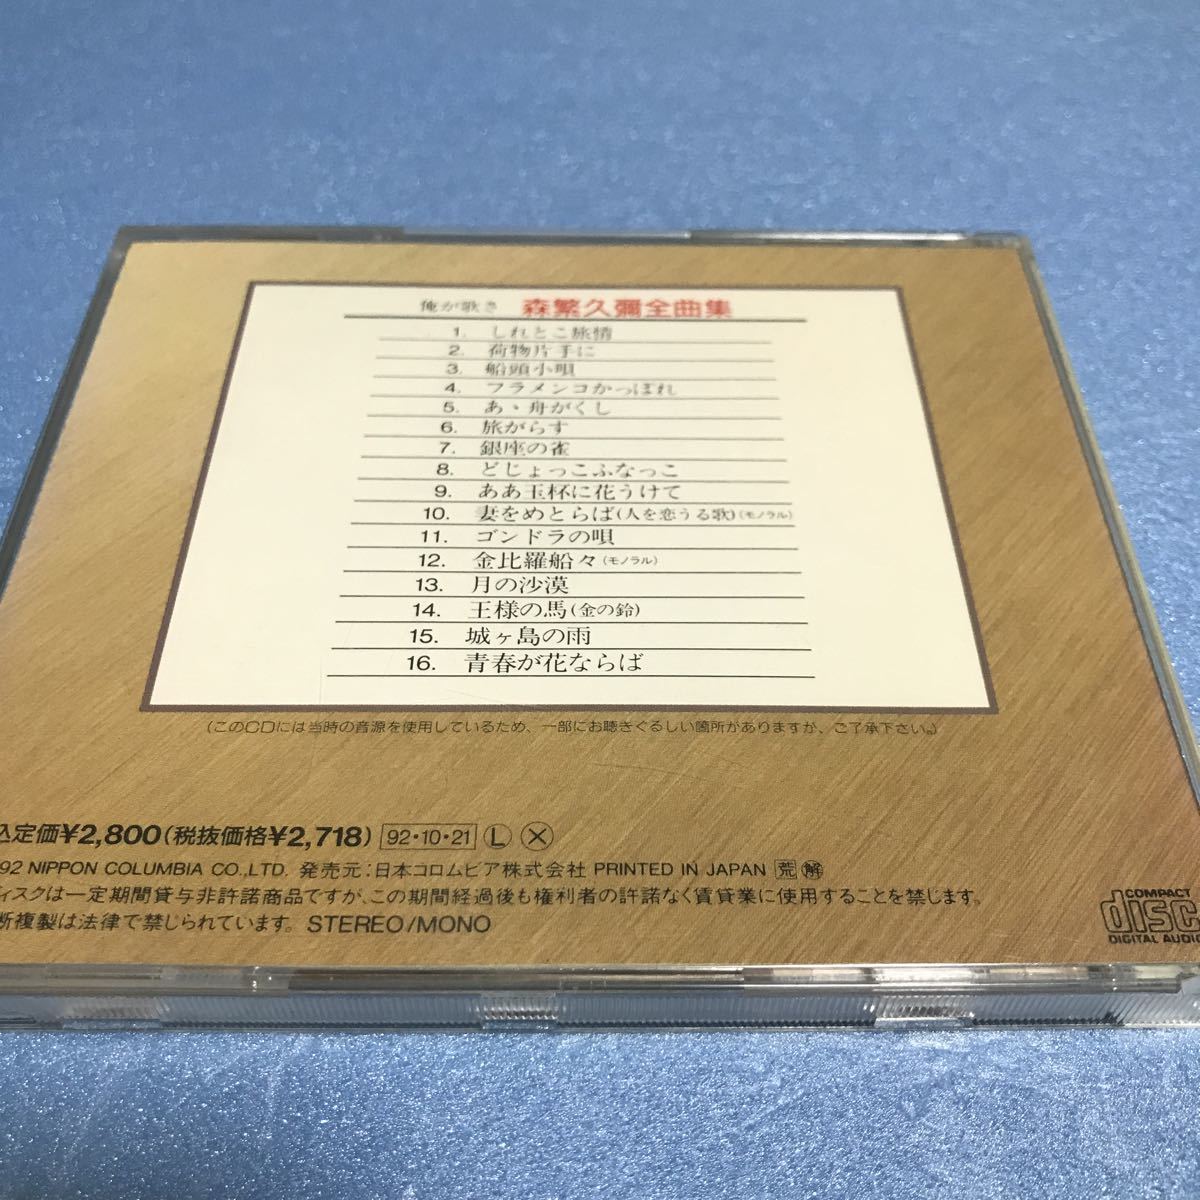 俺が歌さ 森繁久彌全曲集
1. しれとこ旅情
2. 荷物片手に
3. 船頭小唄
4. フラメンコかっぽれ
5. あゝ舟がくし
6. 旅がらす
7. 銀座の雀
8. どじょっこふなっこ
9. ああ玉杯に花うけて
10. 妻をめとらば(人を恋うる歌)(モノラル)
11. ゴンドラの唄
12. 金比羅船々(モノラル)
13. 月の沙漠
14. 王様の馬(金の鈴)
15. 城ヶ島の雨
16. 青春が花ならば
(このCDには当時の音源を使用しているため、一部にお聴きぐるしい箇所がありますが、ご了承下さい。)
込定価¥2,800(税抜価格¥2,718) 92・10・21 L X
92 NIPPON COLUMBIA CO.,LTD. 発売元:日本コロムビア株式会社 PRINTED IN JAPAN 荒 解
ィスクは一定期間貸与非許諾商品ですが、この期間経過後も権利者の許諾なく賃貸業に使用することを禁じます。
断複製は法律で禁じられています。 STEREO/MONO
COMPACT
disc
DIGITAL AUDIO